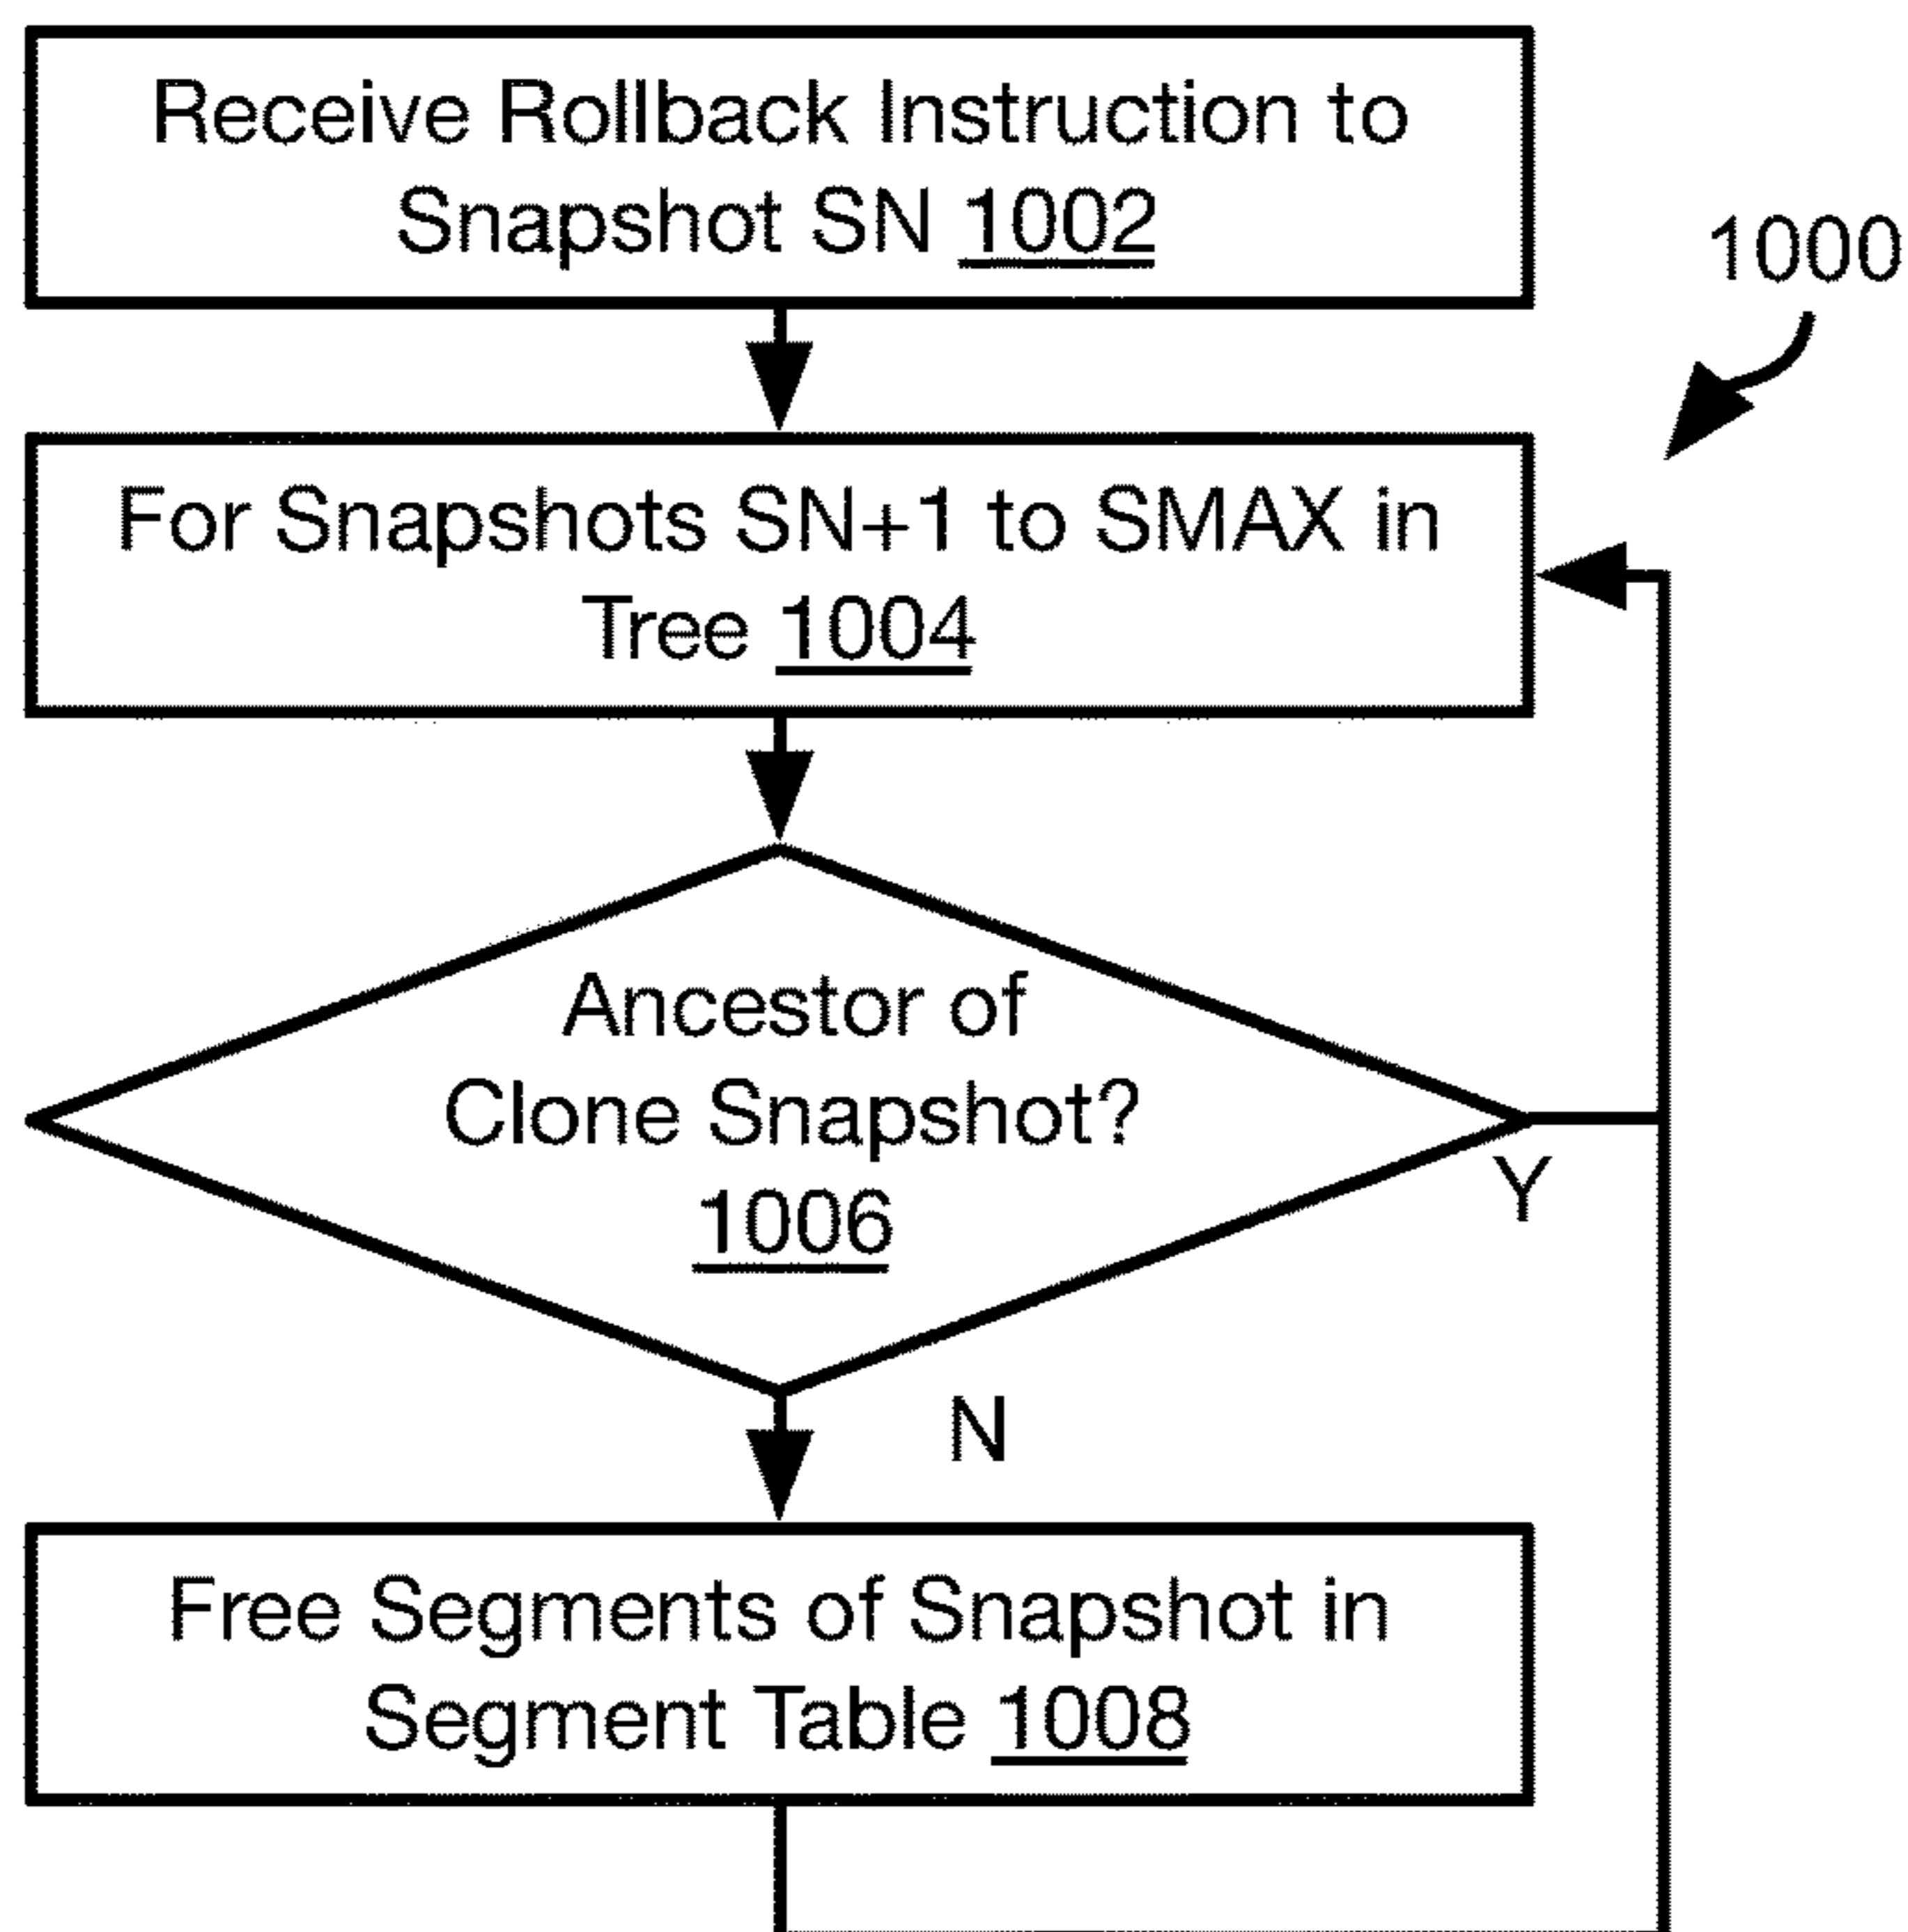 Receive Rollback Instruction to
Snapshot SN 1002
1000
For Snapshots SN+1 to SMAX in
Tree 1004
Ancestor of
Clone Snapshot?
1006
Y
N
Free Segments of Snapshot in
Segment Table 1008